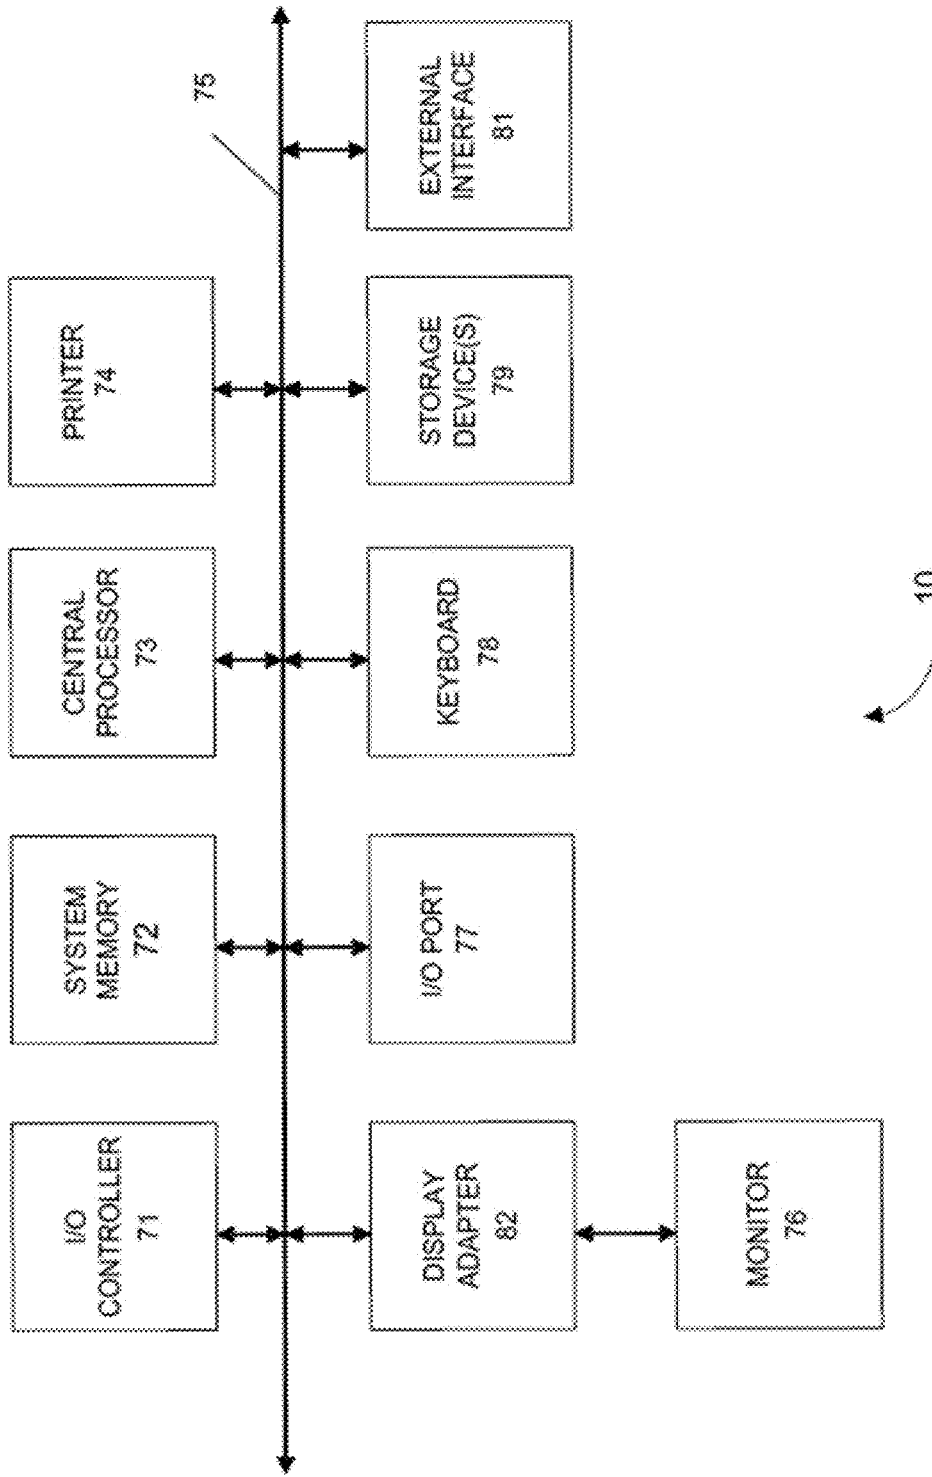 I/O
CONTROLLER
71
SYSTEM
MEMORY
72
CENTRAL
PROCESSOR
73
PRINTER
74
75
DISPLAY
ADAPTER
82
I/O PORT
77
KEYBOARD
78
STORAGE
DEVICE(S)
79
EXTERNAL
INTERFACE
81
MONITOR
76
10